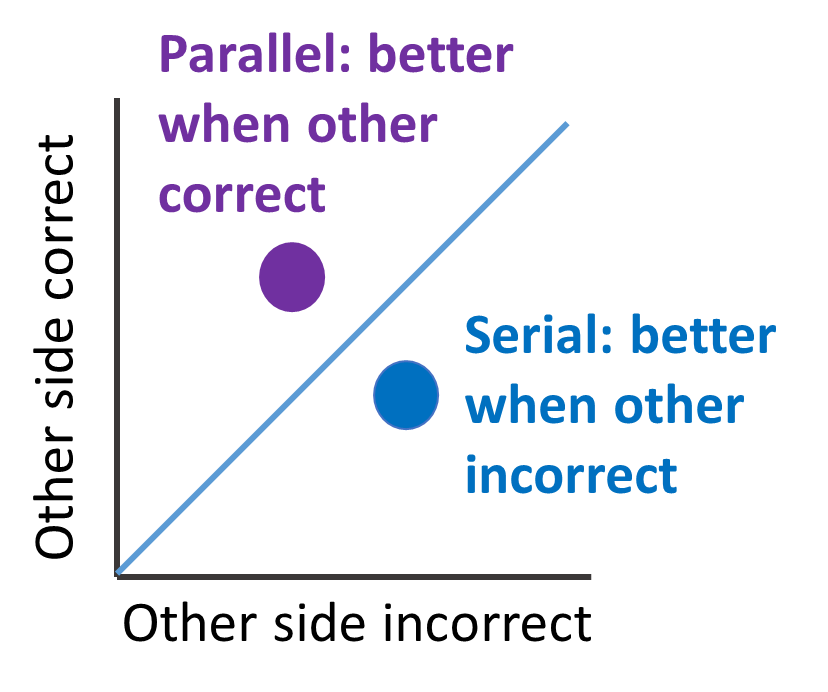 Parallel: better
when other
correct
Other side correct
Serial: better
when other
incorrect
Other side incorrect